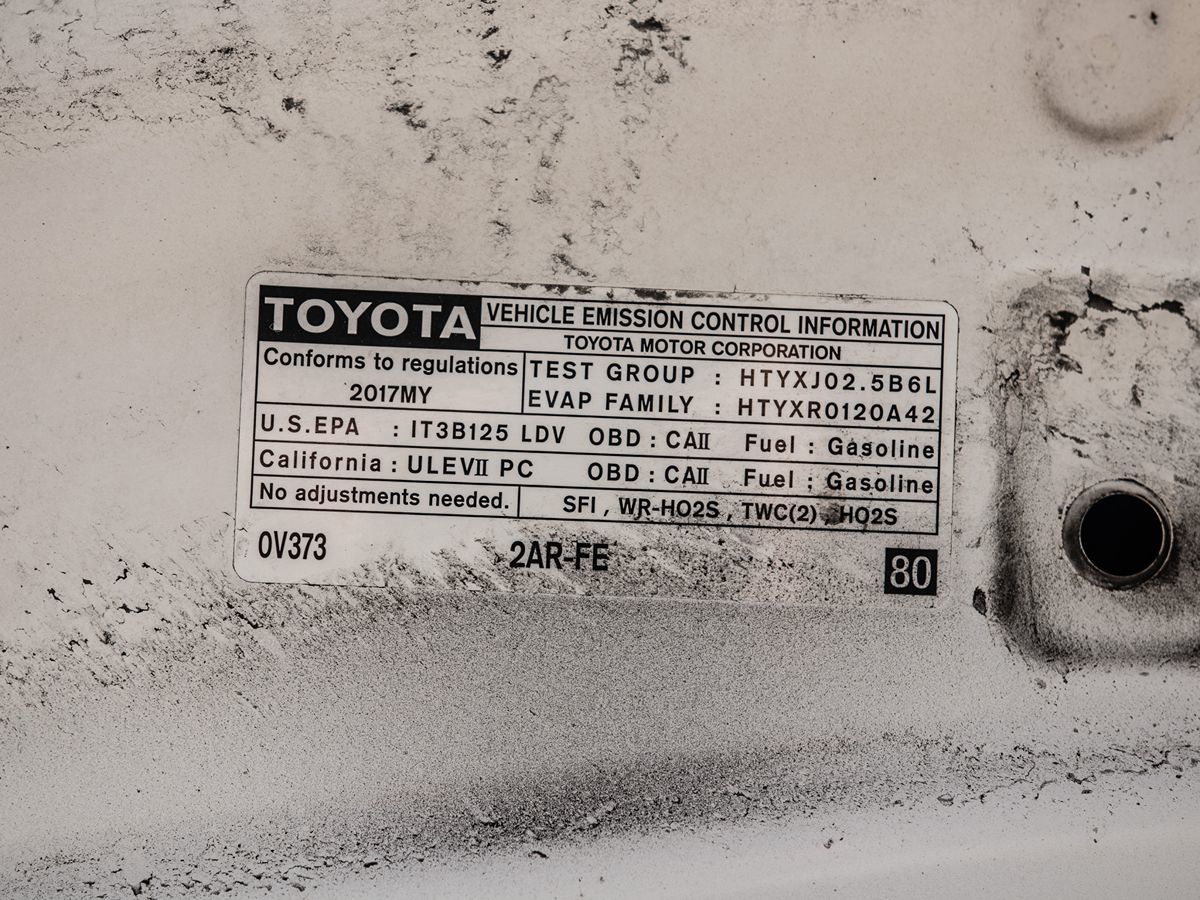 TOYOTA VEHICLE EMISSION CONTROL INFORMATION
TOYOTA MOTOR CORPORATION
Conforms to regulations
2017MY
TEST GROUP : HTYXJ02.5B6L
EVAP FAMILY : HTYXR0120A42
U.S.EPA : IT3B125 LDV OBD : CAII Fuel : Gasoline
California : ULEVII PC OBD : CAII Fuel : Gasoline
No adjustments needed. SFI , WR-HO2S , TWC(2) , HO2S
0V373 2AR-FE 80